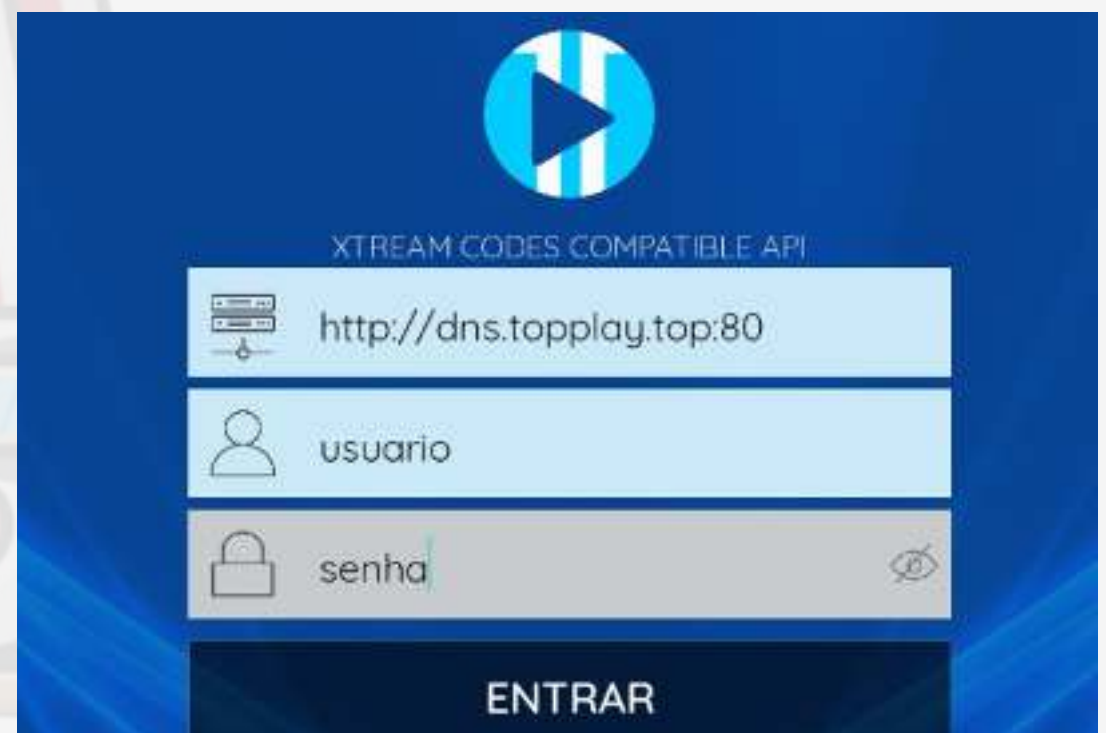 XTREAM CODES COMPATIBLE API
http://dns.topplay.top:80
usuario
senha
ENTRAR